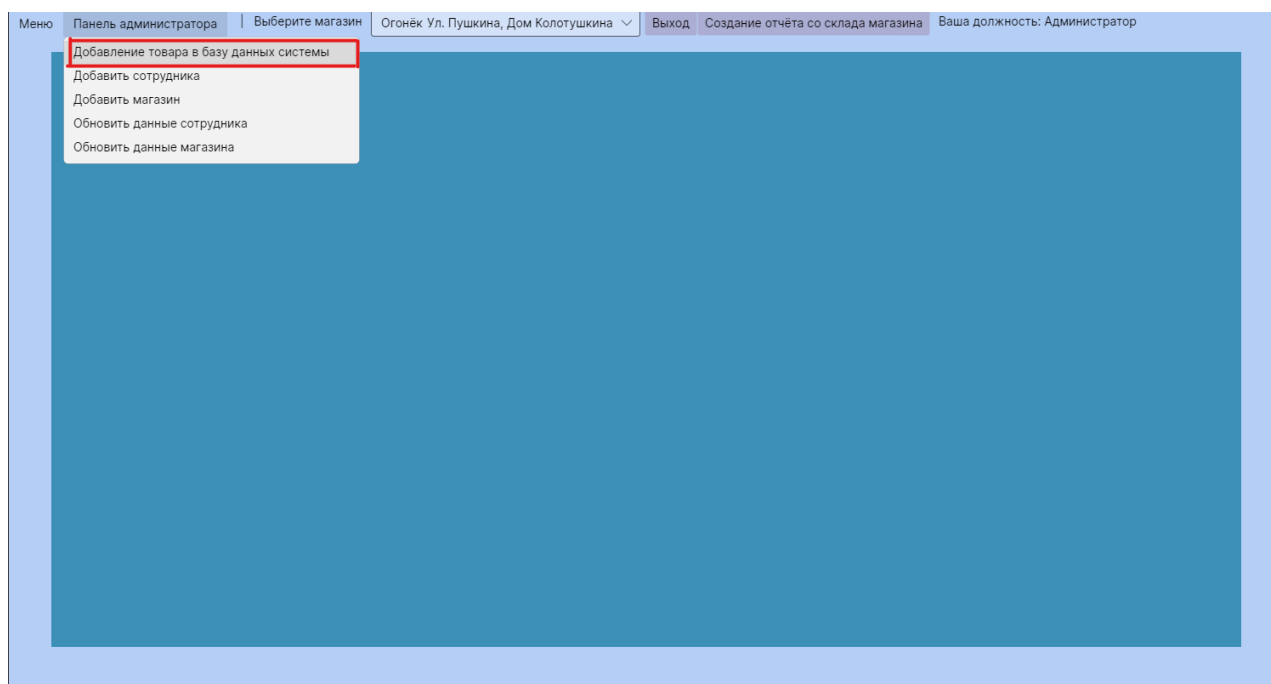 Меню Панель администратора | Выберите магазин Огонёк Ул. Пушкина, Дом Колотушкина Выход Создание отчёта со склада магазина Ваша должность: Администратор
Добавление товара в базу данных системы
Добавить сотрудника
Добавить магазин
Обновить данные сотрудника
Обновить данные магазина